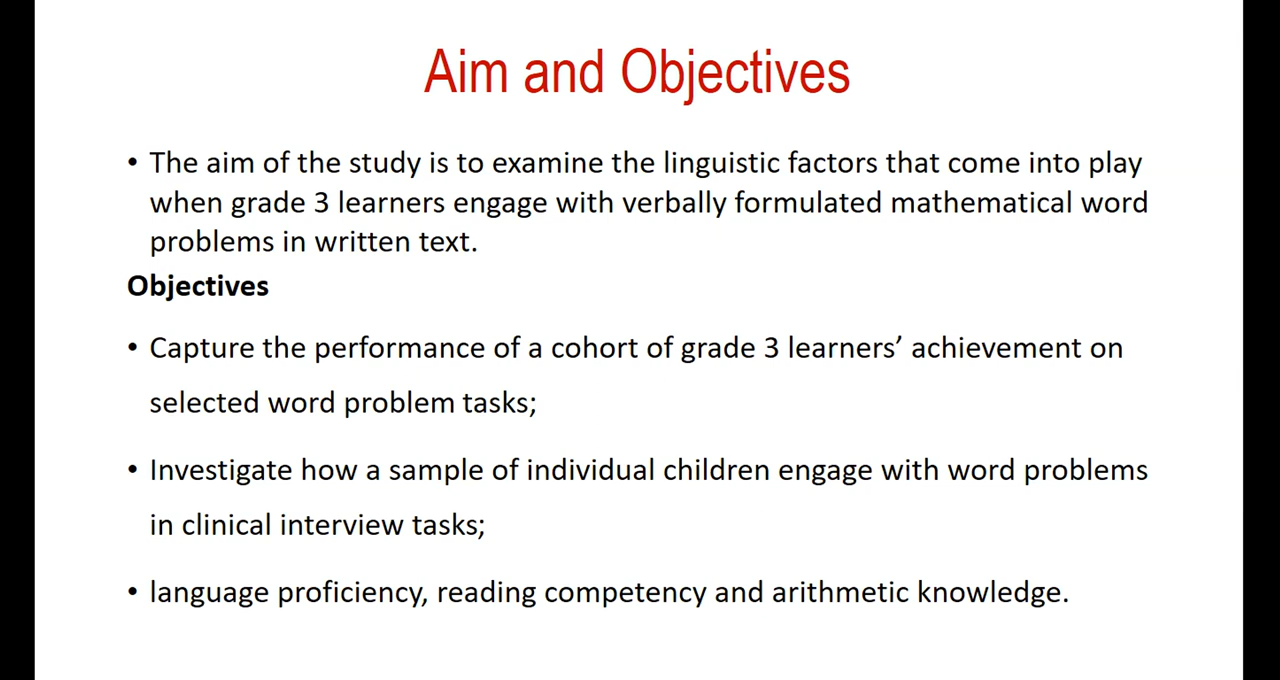 Aim and Objectives
• The aim of the study is to examine the linguistic factors that come into play
when grade 3 learners engage with verbally formulated mathematical word
problems in written text.
Objectives
• Capture the performance of a cohort of grade 3 learners’ achievement on
selected word problem tasks;
• Investigate how a sample of individual children engage with word problems
in clinical interview tasks;
• language proficiency, reading competency and arithmetic knowledge.